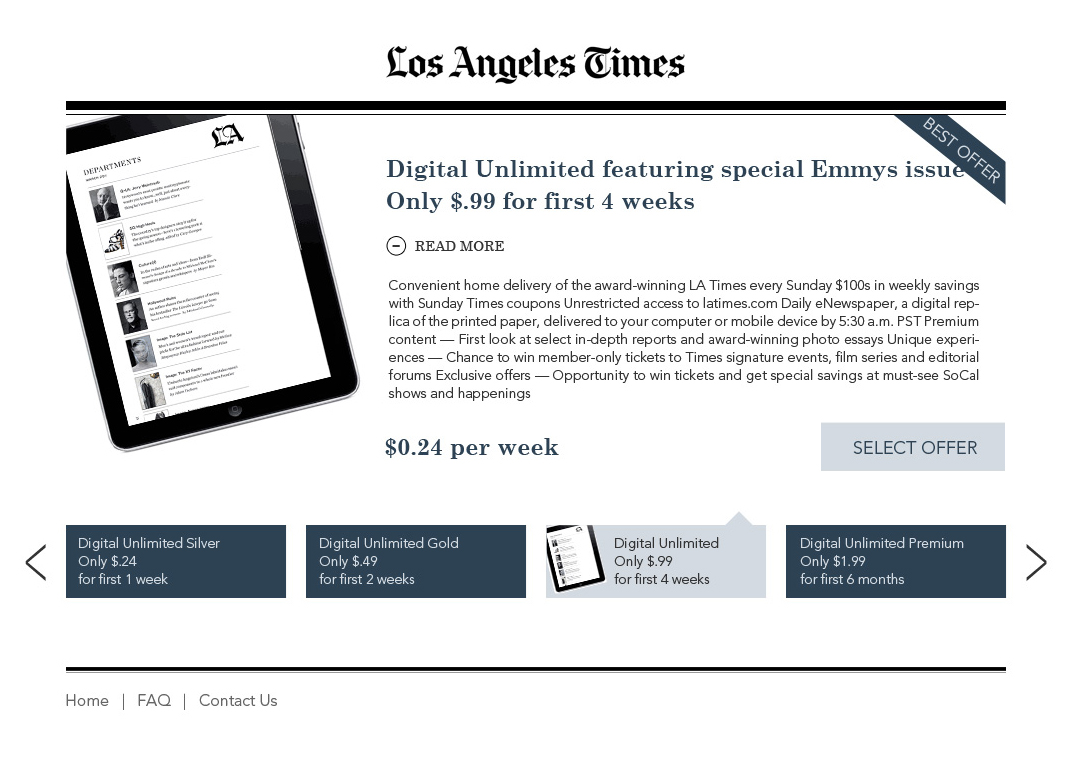 Los Angeles Times
BEST OFFER
LA
DEPARTMENTS
Digital Unlimited featuring special Emmys issue
Only $.99 for first 4 weeks
READ MORE
Convenient home delivery of the award-winning LA Times every Sunday $100s in weekly savings
with Sunday Times coupons Unrestricted access to latimes.com Daily eNewspaper, a digital rep-
lica of the printed paper, delivered to your computer or mobile device by 5:30 a.m. PST Premium
content — First look at select in-depth reports and award-winning photo essays Unique experi-
ences — Chance to win member-only tickets to Times signature events, film series and editorial
forums Exclusive offers — Opportunity to win tickets and get special savings at must-see SoCal
shows and happenings
$0.24 per week
SELECT OFFER
Digital Unlimited Silver
Only $.24
for first 1 week
Digital Unlimited Gold
Only $.49
for first 2 weeks
Digital Unlimited
Only $.99
for first 4 weeks
Digital Unlimited Premium
Only $1.99
for first 6 months
Home | FAQ | Contact Us